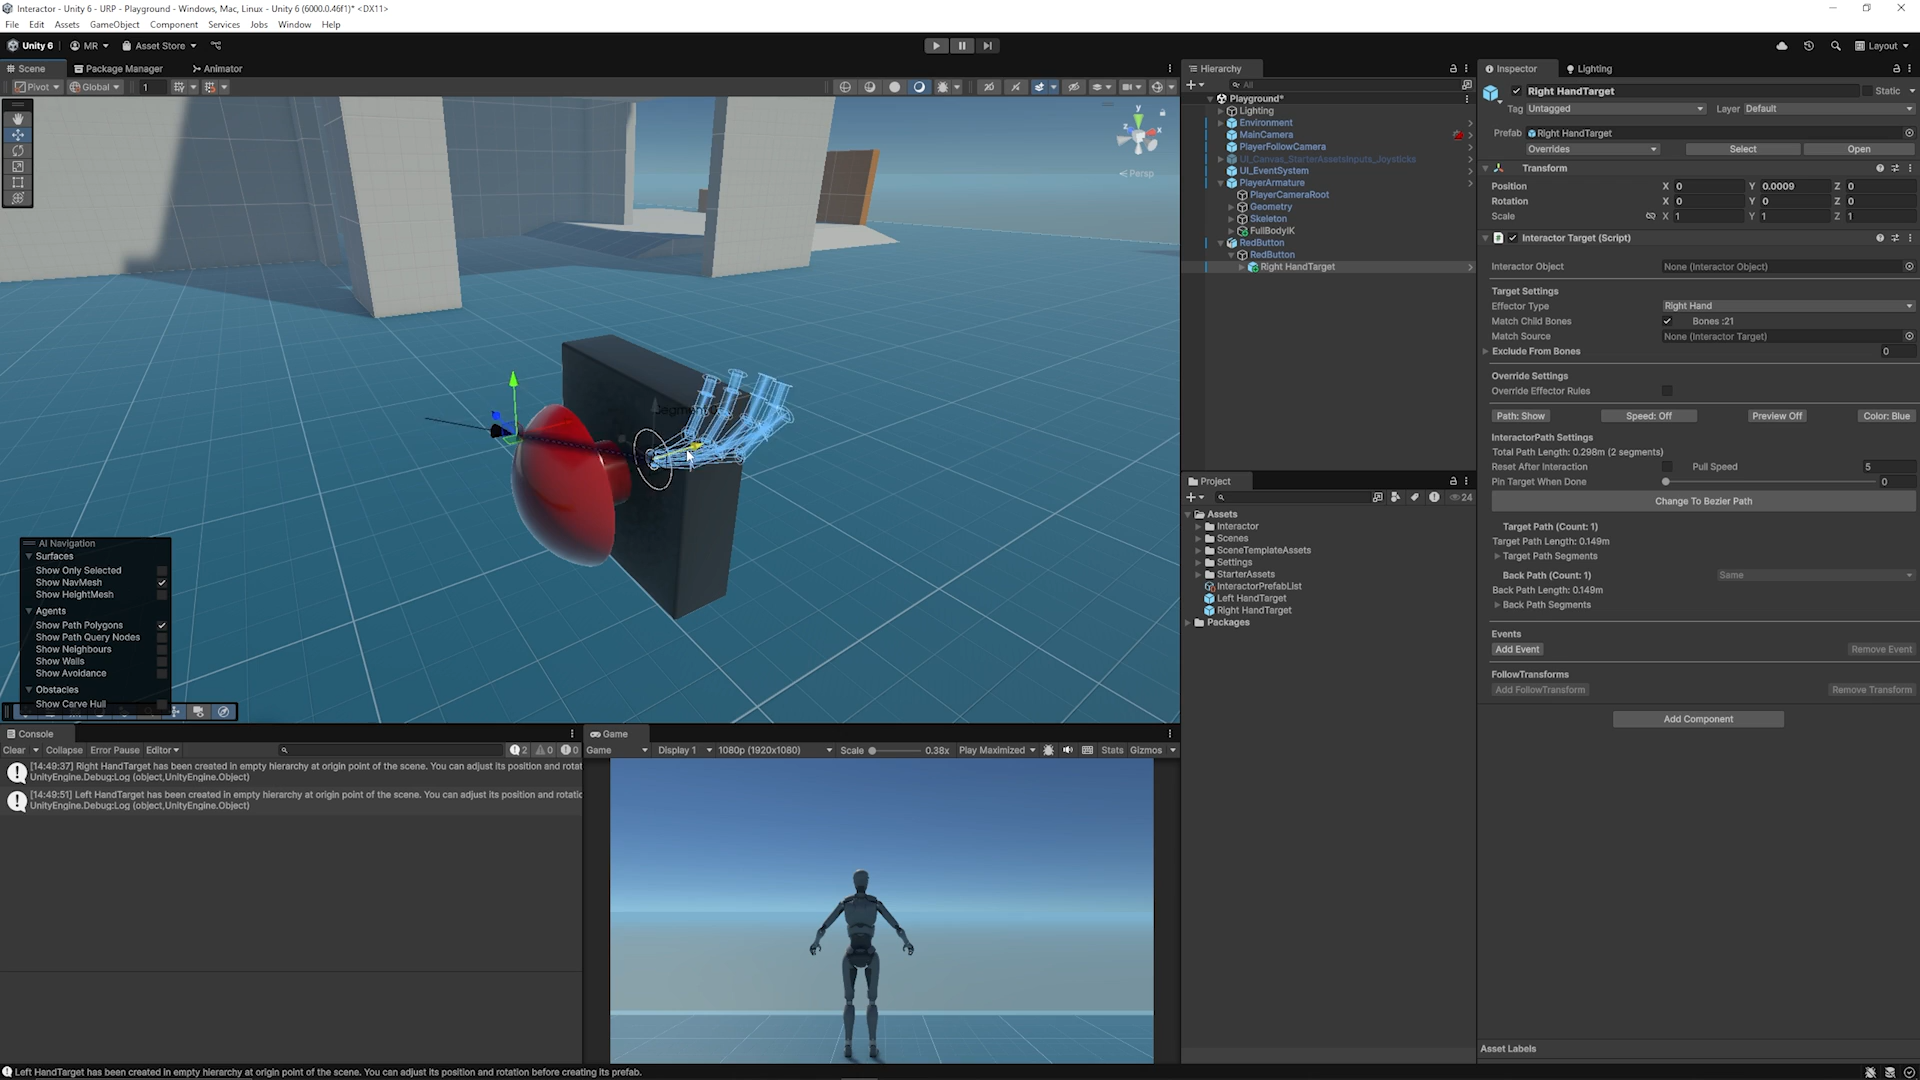 Interactor - Unity 6 - URP - Playground - Windows, Mac, Linux - Unity 6 (6000.0.46f1)* <DX11>
File Edit Assets GameObject Component Services Jobs Window Help
Unity 6 MR Asset Store Layout
Scene Package Manager Animator
Pivot Global 1
y
x
z
Persp
AI Navigation
Surfaces
Show Only Selected
Show NavMesh
Show HeightMesh
Agents
Show Path Polygons
Show Path Query Nodes
Show Neighbours
Show Walls
Show Avoidance
Obstacles
Show Carve Hull
Console
Clear Collapse Error Pause Editor 2 0 0
[14:49:37] Right HandTarget has been created in empty hierarchy at origin point of the scene. You can adjust its position and rotat
UnityEngine.Debug:Log (object,UnityEngine.Object)
[14:49:51] Left HandTarget has been created in empty hierarchy at origin point of the scene. You can adjust its position and rotatio
UnityEngine.Debug:Log (object,UnityEngine.Object)
Game
Game Display 1 1080p (1920x1080) Scale 0.38x Play Maximized Stats Gizmos
Hierarchy
All
Playground*
Lighting
Environment
MainCamera
PlayerFollowCamera
UI_Canvas_StarterAssetsInputs_Joysticks
UI_EventSystem
PlayerArmature
PlayerCameraRoot
Geometry
Skeleton
FullBodyIK
RedButton
RedButton
Right HandTarget
Project
24
Assets
Interactor
Scenes
SceneTemplateAssets
Settings
StarterAssets
InteractorPrefabList
Left HandTarget
Right HandTarget
Packages
Inspector Lighting
Right HandTarget Static
Tag Untagged Layer Default
Prefab Right HandTarget
Overrides Select Open
Transform
Position X 0 Y 0.0009 Z 0
Rotation X 0 Y 0 Z 0
Scale X 1 Y 1 Z 1
Interactor Target (Script)
Interactor Object None (Interactor Object)
Target Settings
Effector Type Right Hand
Match Child Bones Bones :21
Match Source None (Interactor Target)
Exclude From Bones 0
Override Settings
Override Effector Rules
Path: Show Speed: Off Preview Off Color: Blue
InteractorPath Settings
Total Path Length: 0.298m (2 segments)
Reset After Interaction Pull Speed 5
Pin Target When Done 0
Change To Bezier Path
Target Path (Count: 1)
Target Path Length: 0.149m
Target Path Segments
Back Path (Count: 1) Same
Back Path Length: 0.149m
Back Path Segments
Events
Add Event Remove Event
FollowTransforms
Add FollowTransform Remove Transform
Add Component
Asset Labels
Left HandTarget has been created in empty hierarchy at origin point of the scene. You can adjust its position and rotation before creating its prefab.